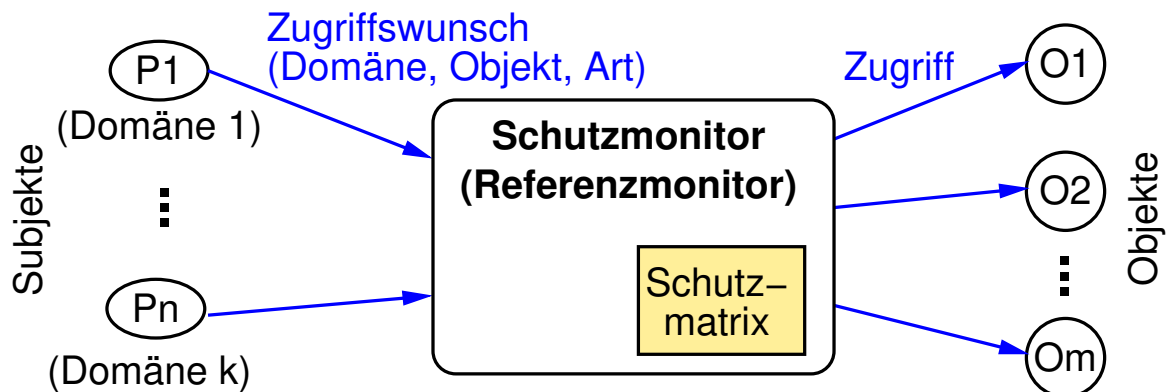 Subjekte
P1
(Domäne 1)
Pn
(Domäne k)
Zugriffswunsch
(Domäne, Objekt, Art)
Schutzmonitor
(Referenzmonitor)
Schutz−
matrix
Zugriff
O1
O2
Om
Objekte